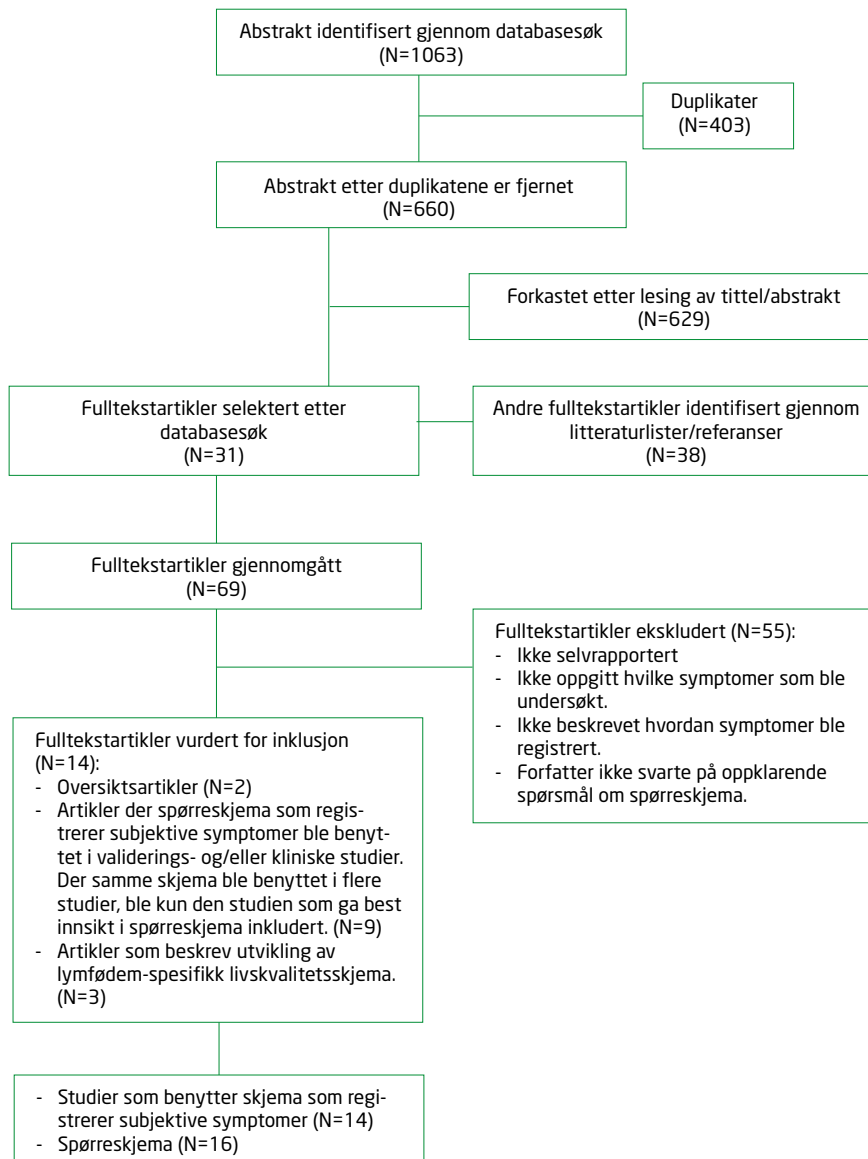 Abstrakt identifisert gjennom databasesøk
(N=1063)
Duplikater
(N=403)
Abstrakt etter duplikatene er fjernet
(N=660)
Forkastet etter lesing av tittel/abstrakt
(N=629)
Fulltekstartikler selektert etter
databasesøk
(N=31)
Andre fulltekstartikler identifisert gjennom
litteraturlister/referanser
(N=38)
Fulltekstartikler gjennomgått
(N=69)
Fulltekstartikler ekskludert (N=55):
- Ikke selvrapportert
- Ikke oppgitt hvilke symptomer som ble
undersøkt.
- Ikke beskrevet hvordan symptomer ble
registrert.
- Forfatter ikke svarte på oppklarende
spørsmål om spørreskjema.
Fulltekstartikler vurdert for inklusjon
(N=14):
- Oversiktsartikler (N=2)
- Artikler der spørreskjema som regis-
trerer subjektive symptomer ble benyt-
tet i validerings- og/eller kliniske studier.
Der samme skjema ble benyttet i flere
studier, ble kun den studien som ga best
innsikt i spørreskjema inkludert. (N=9)
- Artikler som beskrev utvikling av
lymfødem-spesifikk livskvalitetsskjema.
(N=3)
- Studier som benytter skjema som regi-
strerer subjektive symptomer (N=14)
- Spørreskjema (N=16)